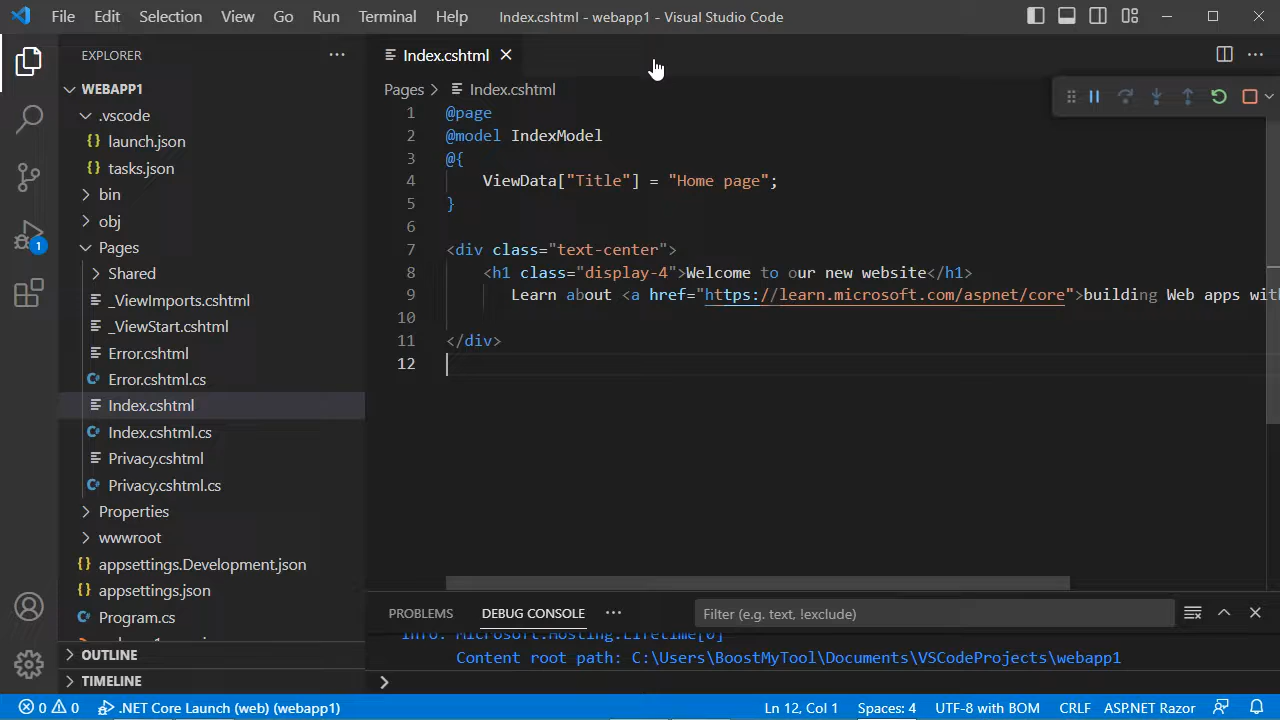 File Edit Selection View Go Run Terminal Help Index.cshtml - webapp1 - Visual Studio Code
EXPLORER
WEBAPP1
.vscode
{} launch.json
{} tasks.json
bin
obj
Pages
Shared
_ViewImports.cshtml
_ViewStart.cshtml
Error.cshtml
Error.cshtml.cs
Index.cshtml
Index.cshtml.cs
Privacy.cshtml
Privacy.cshtml.cs
Properties
wwwroot
{} appsettings.Development.json
{} appsettings.json
Program.cs
OUTLINE
TIMELINE
1
Index.cshtml
Pages > Index.cshtml
1 @page
2 @model IndexModel
3 @{
4 ViewData["Title"] = "Home page";
5 }
6
7 <div class="text-center">
8 <h1 class="display-4">Welcome to our new website</h1>
9 Learn about <a href="https://learn.microsoft.com/aspnet/core">building Web apps with
10
11 </div>
12
PROBLEMS DEBUG CONSOLE Filter (e.g. text, !exclude)
info: Microsoft.Hosting.Lifetime[0]
Content root path: C:\Users\BoostMyTool\Documents\VSCodeProjects\webapp1
0 0 .NET Core Launch (web) (webapp1) Ln 12, Col 1 Spaces: 4 UTF-8 with BOM CRLF ASP.NET Razor